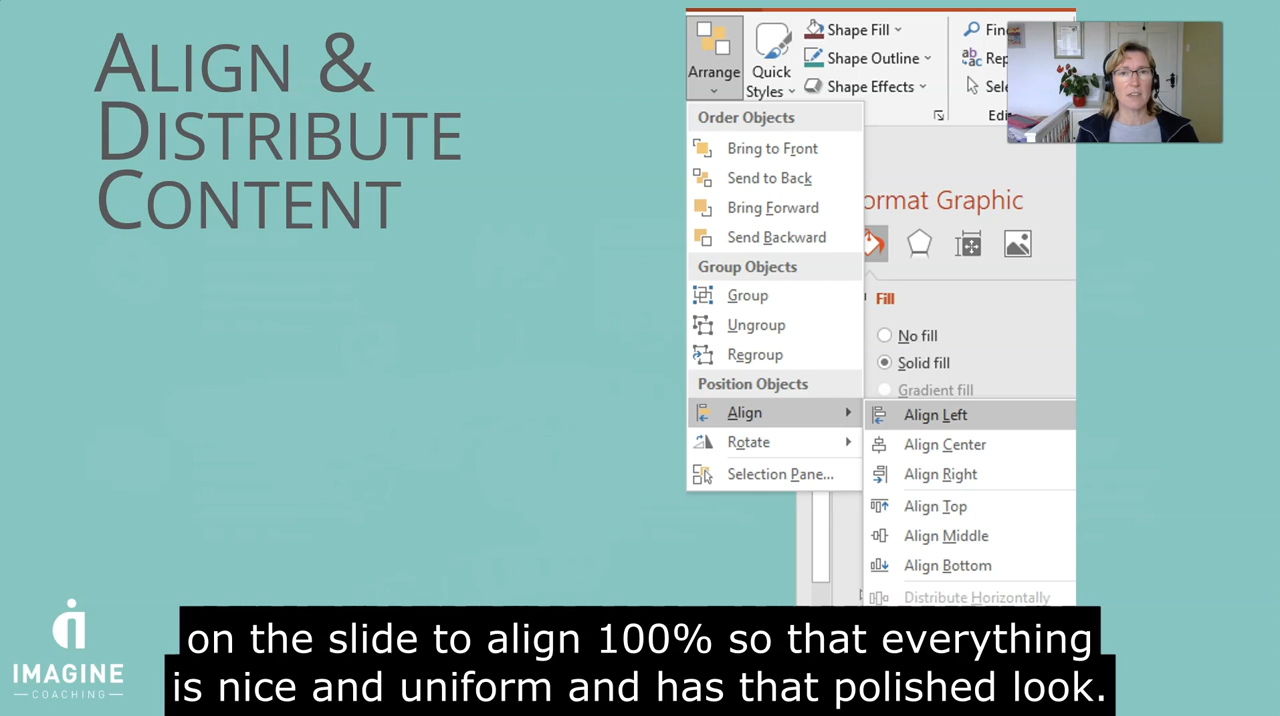 ALIGN &
DISTRIBUTE
CONTENT
Arrange
Quick
Styles
Shape Fill
Shape Outline
Shape Effects
Order Objects
Bring to Front
Send to Back
Bring Forward
Send Backward
Group Objects
Group
Ungroup
Regroup
Position Objects
Align
Rotate
Selection Pane...
ormat Graphic
Fill
No fill
Solid fill
Gradient fill
Align Left
Align Center
Align Right
Align Top
Align Middle
Align Bottom
Distribute Horizontally
IMAGINE
COACHING
on the slide to align 100% so that everything
is nice and uniform and has that polished look.